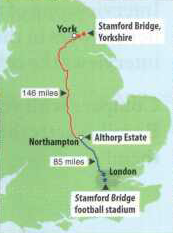 York
Stamford Bridge,
Yorkshire
146 miles
Northampton
Althorp Estate
85 miles
London
Stamford Bridge
football stadium